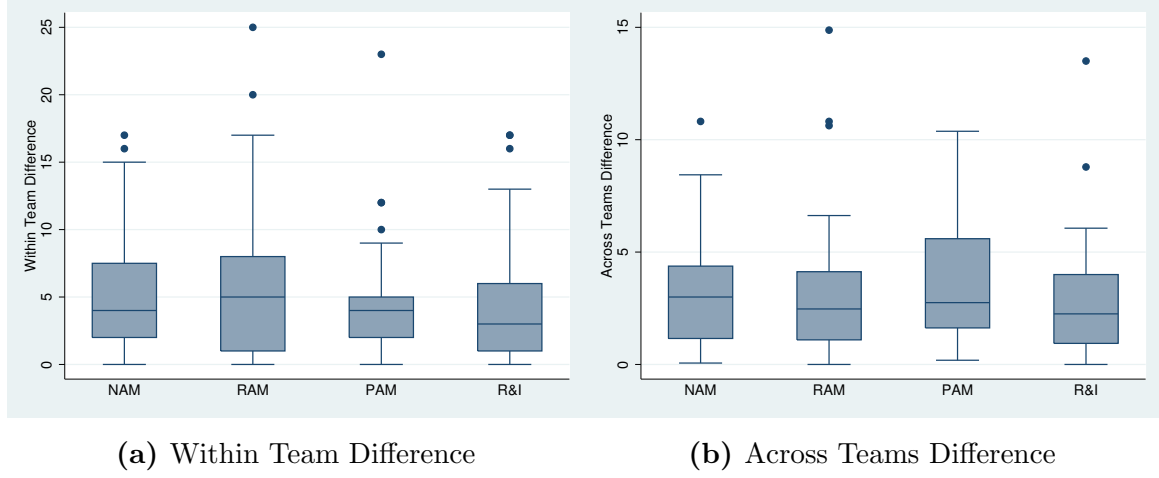 Within Team Difference
25
20
15
10
5
0
NAM RAM PAM R&I
Across Teams Difference
15
10
5
0
NAM RAM PAM R&I
(a) Within Team Difference
(b) Across Teams Difference